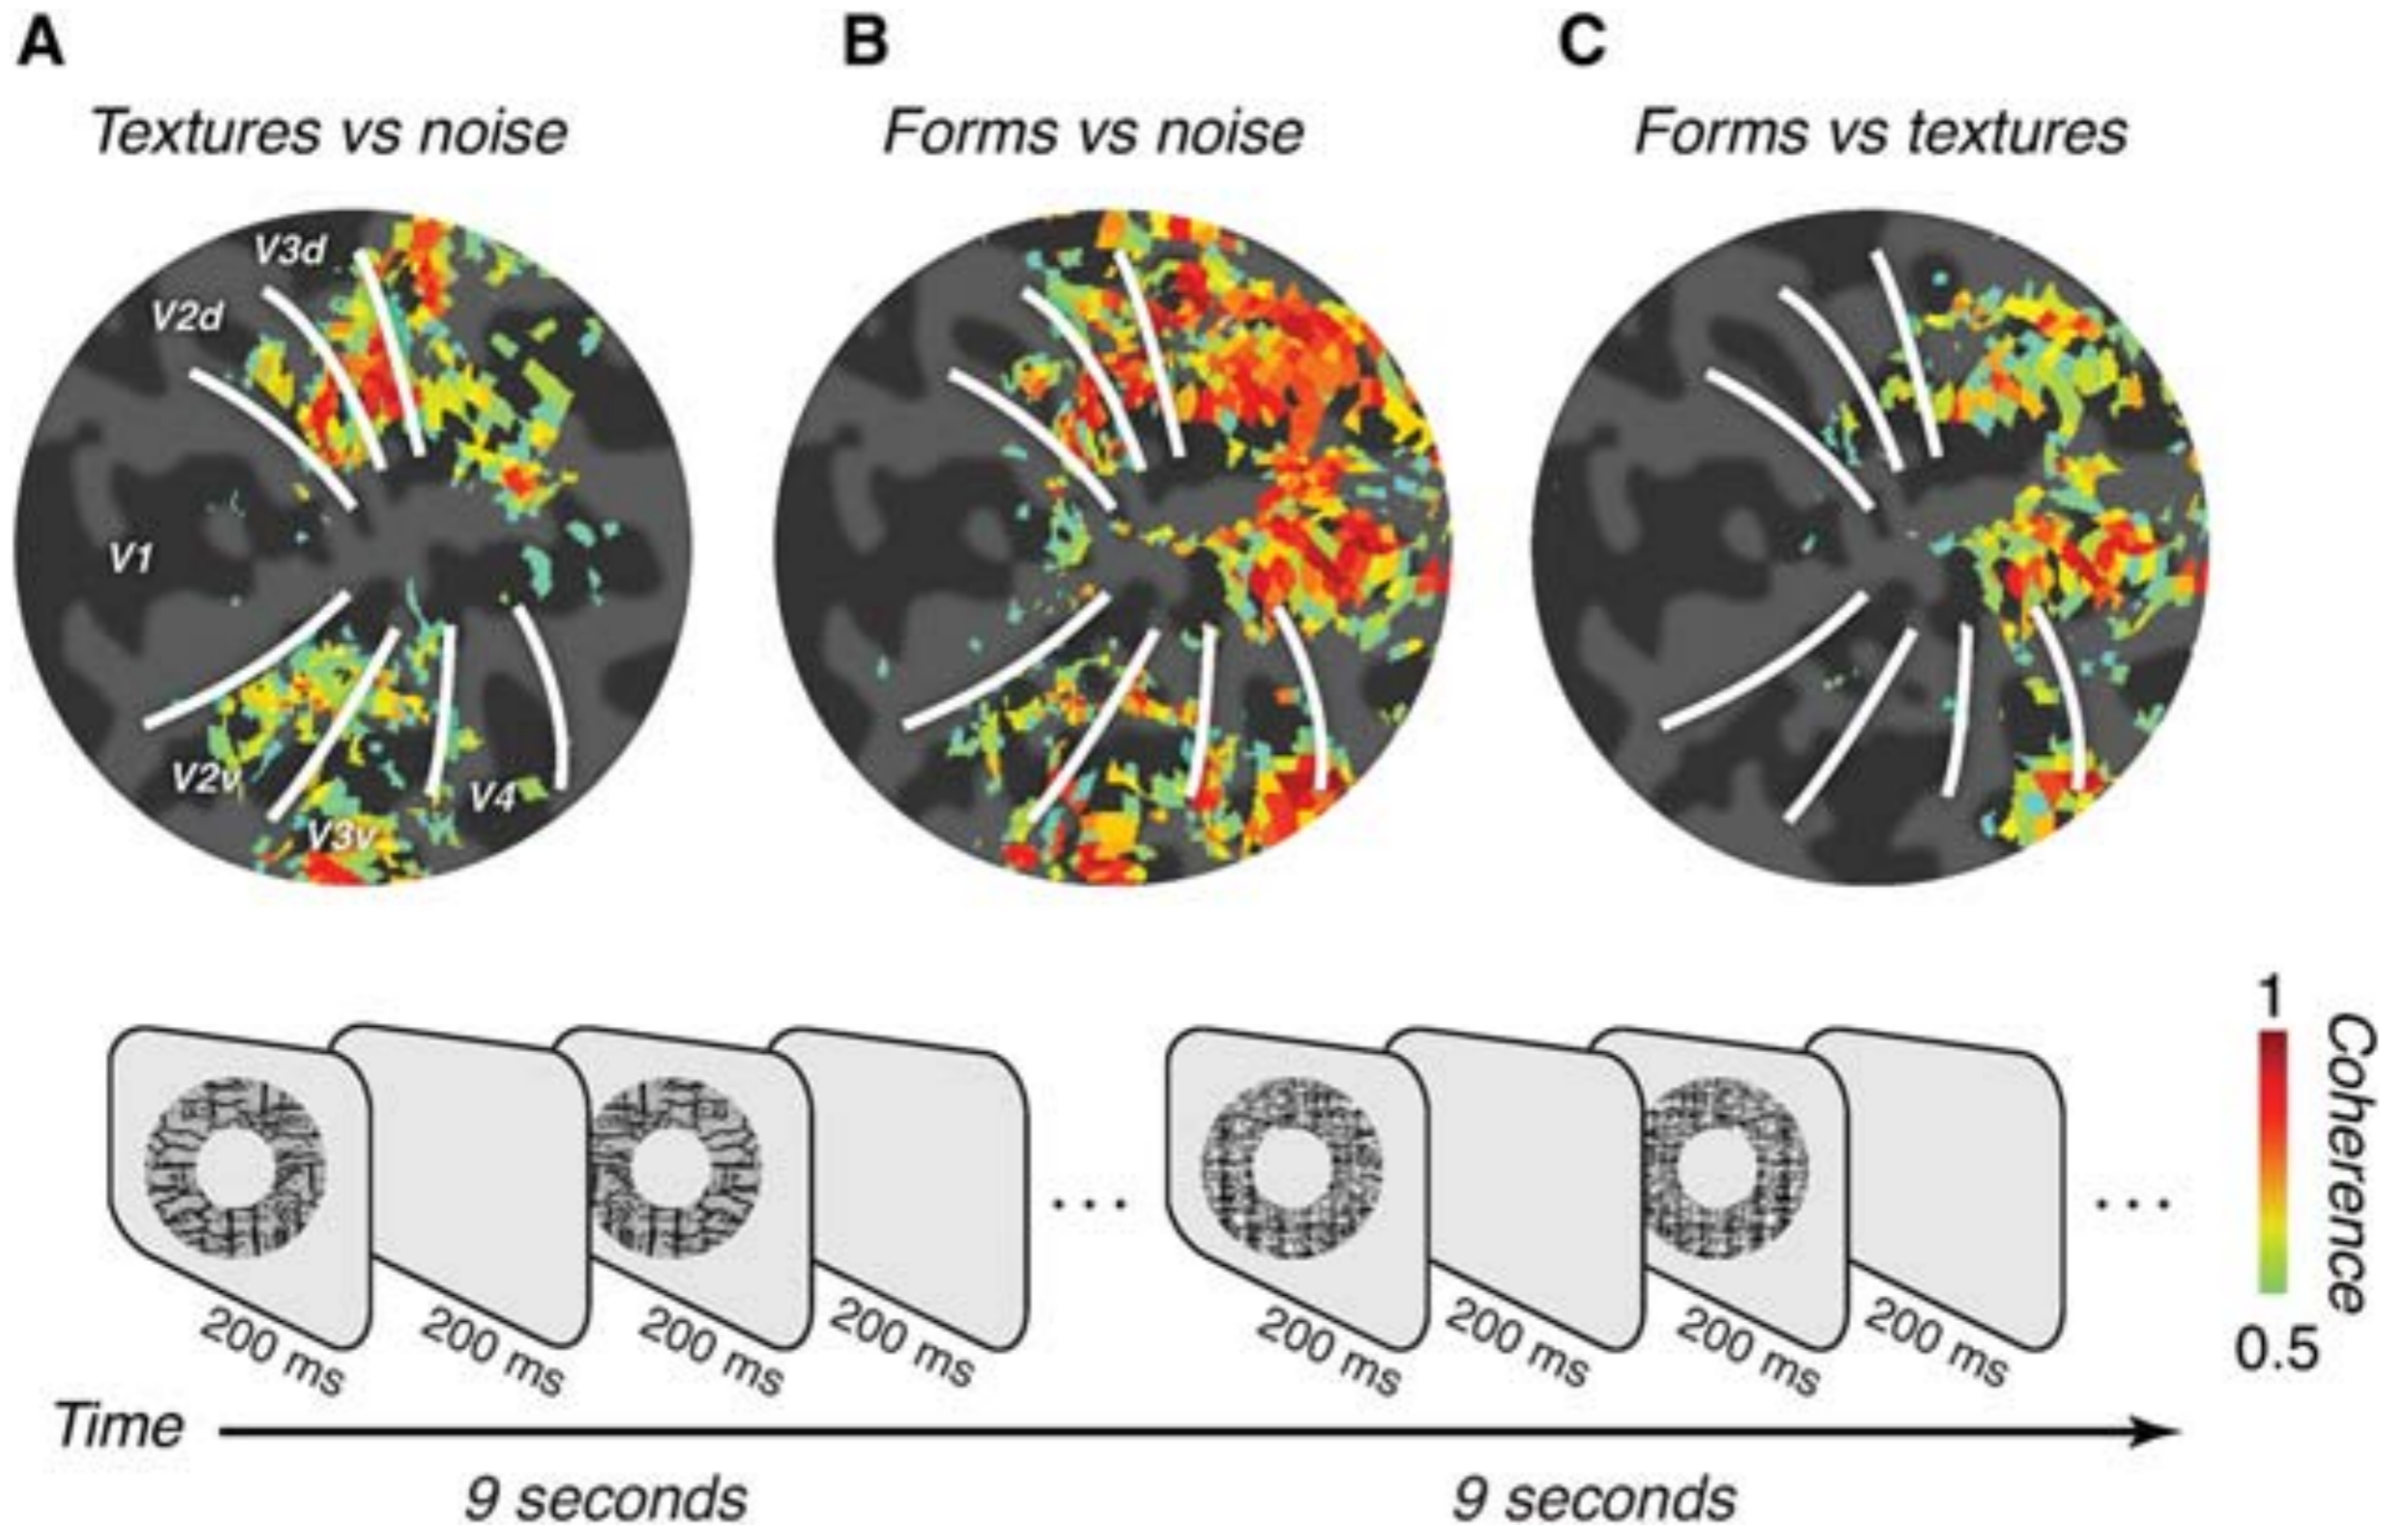 A
B
C
Textures vs noise
Forms vs noise
Forms vs textures
V3d
V2d
V1
V2v
V3v
V4
1
Coherence
0.5
200 ms
200 ms
200 ms
200 ms
. . .
200 ms
200 ms
200 ms
200 ms
. . .
Time
9 seconds
9 seconds